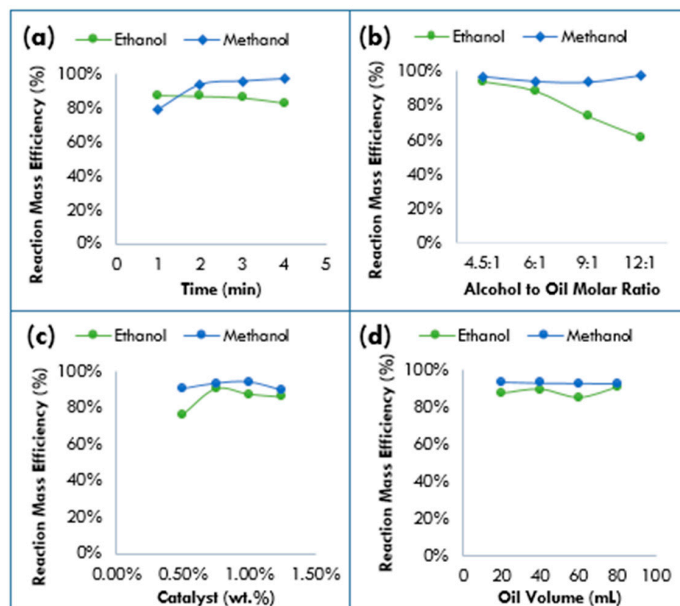 (a)
Ethanol Methanol
Reaction Mass Efficiency (%)
100%
80%
60%
40%
20%
0%
0 1 2 3 4 5
Time (min)
(b)
Ethanol Methanol
Reaction Mass Efficiency (%)
100%
80%
60%
40%
20%
0%
4.5:1 6:1 9:1 12:1
Alcohol to Oil Molar Ratio
(c)
Ethanol Methanol
Reaction Mass Efficiency (%)
100%
80%
60%
40%
20%
0%
0.00% 0.50% 1.00% 1.50%
Catalyst (wt.%)
(d)
Ethanol Methanol
Reaction Mass Efficiency (%)
100%
80%
60%
40%
20%
0%
0 20 40 60 80 100
Oil Volume (mL)